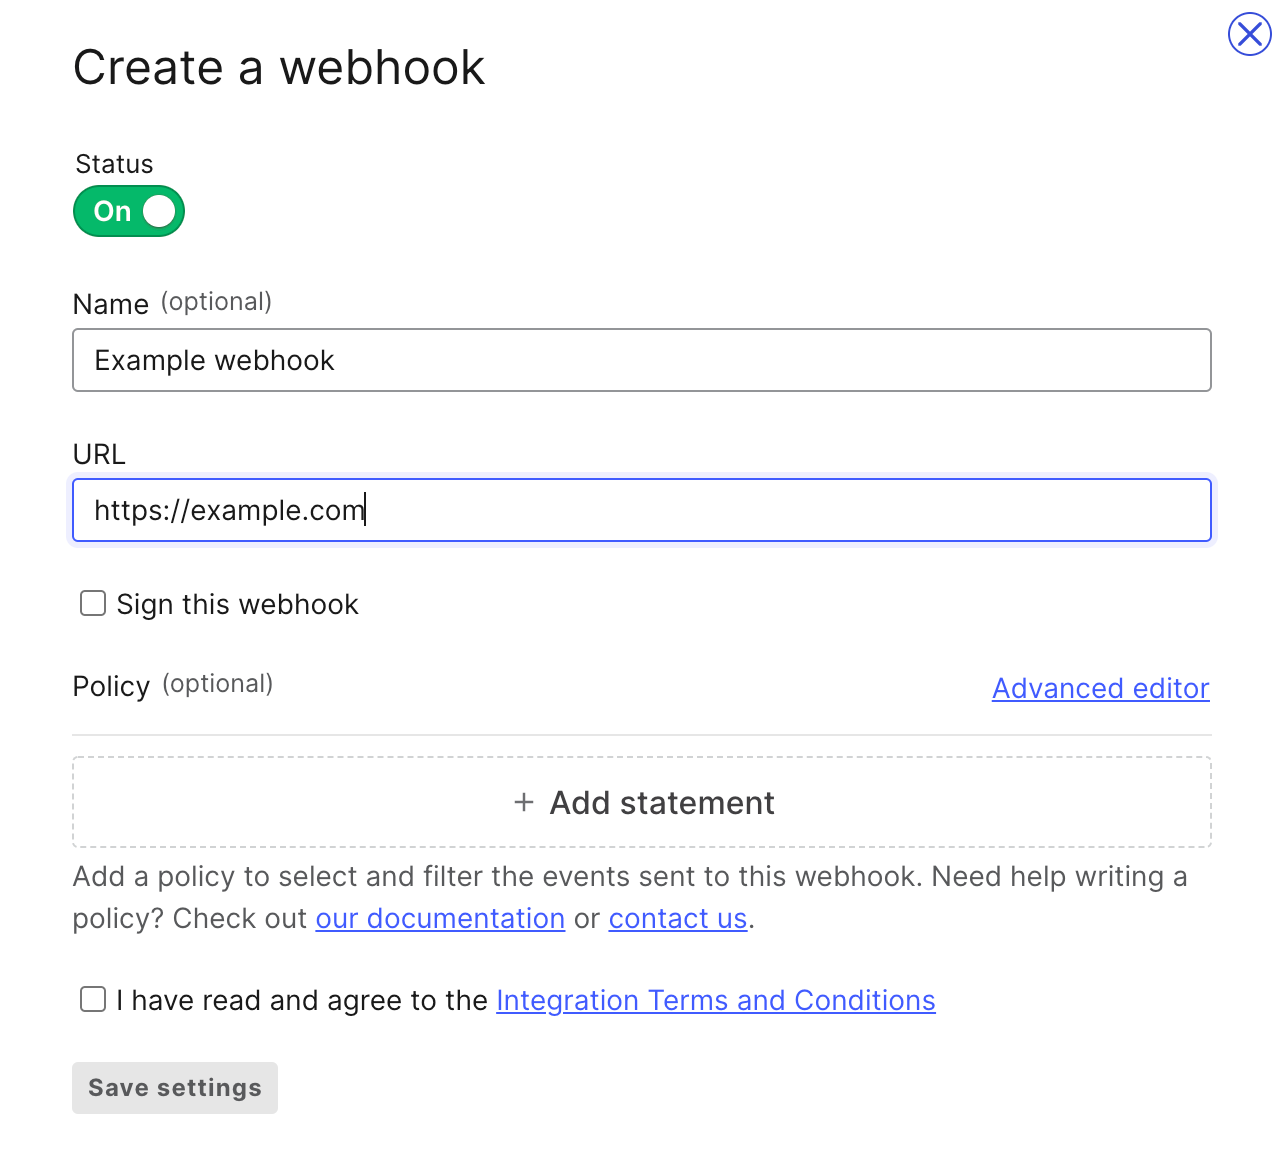 Create a webhook
Status
On
Name (optional)
Example webhook
URL
https://example.com
Sign this webhook
Policy (optional)
Advanced editor
+ Add statement
Add a policy to select and filter the events sent to this webhook. Need help writing a
policy? Check out our documentation or contact us.
I have read and agree to the Integration Terms and Conditions
Save settings